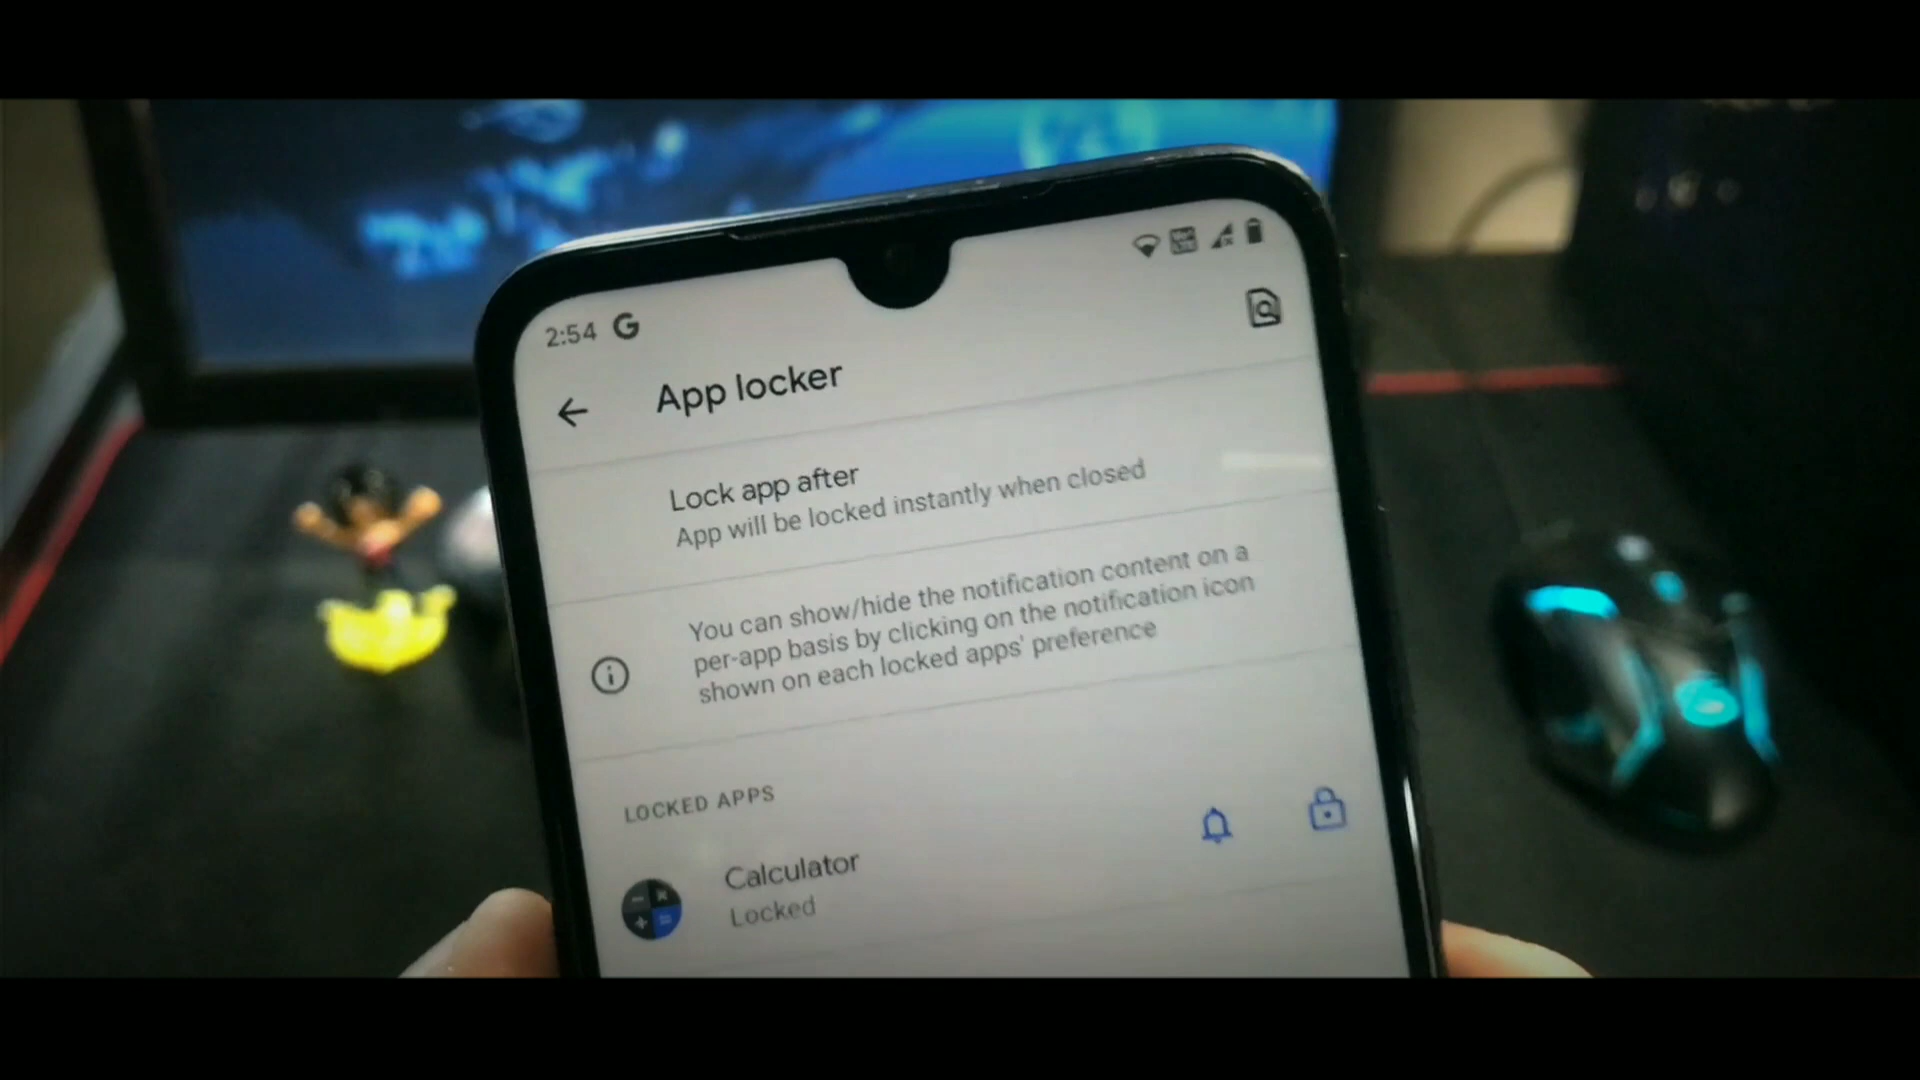 2:54 G
App locker
Lock app after
App will be locked instantly when closed
You can show/hide the notification content on a
per-app basis by clicking on the notification icon
shown on each locked apps' preference
LOCKED APPS
Calculator
Locked